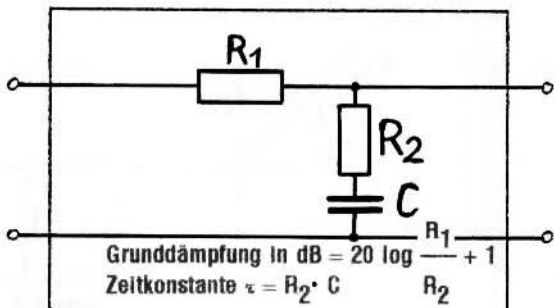 R1
R2
C
Grunddämpfung in dB = 20 log R1/R2 + 1
Zeitkonstante τ = R2 · C